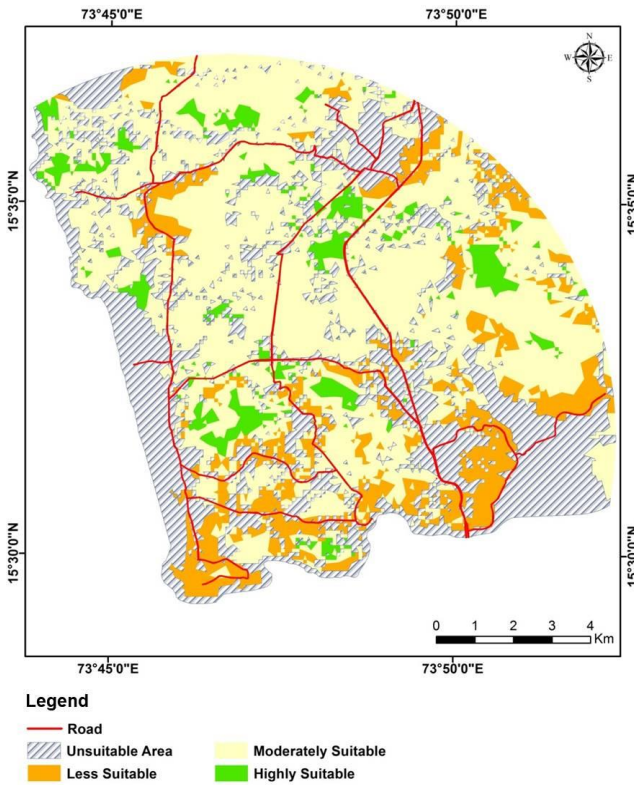 73°45'0"E 73°50'0"E
N
W E
S
15°35'0"N 15°35'0"N
15°30'0"N 15°30'0"N
0 1 2 3 4
Km
73°45'0"E 73°50'0"E
Legend
Road
Unsuitable Area Moderately Suitable
Less Suitable Highly Suitable